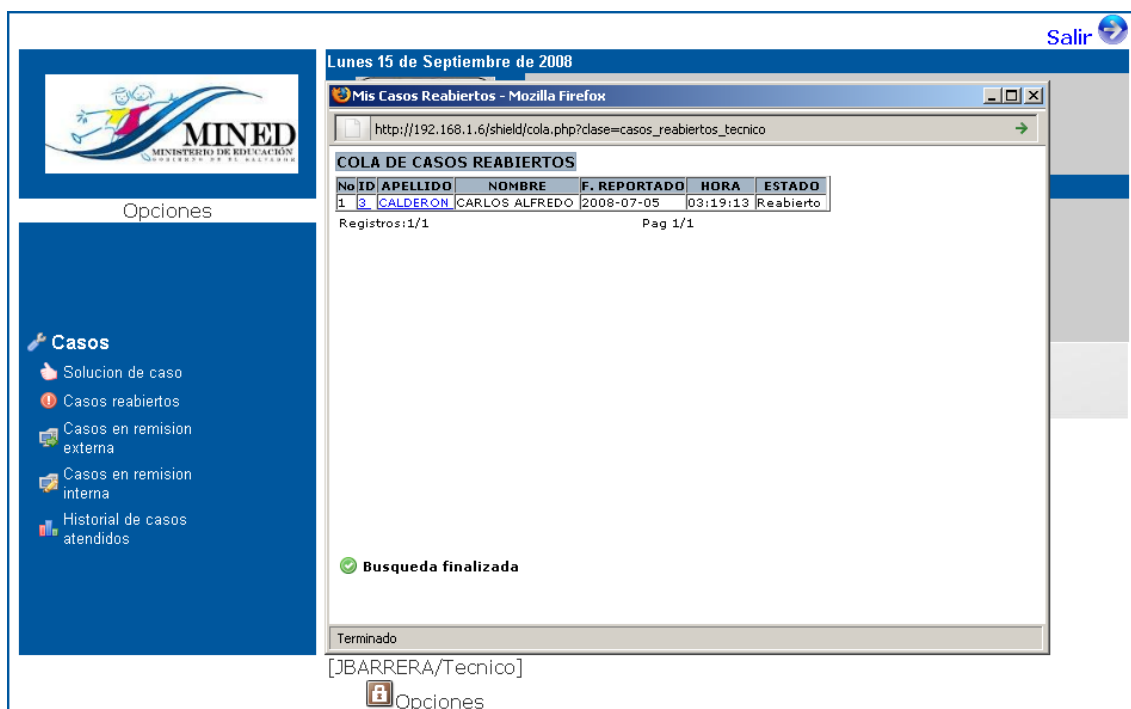 Salir
Lunes 15 de Septiembre de 2008
MINED
MINISTERIO DE EDUCACIÓN
GOBIERNO DE EL SALVADOR
Opciones
Casos
Solucion de caso
Casos reabiertos
Casos en remision
externa
Casos en remision
interna
Historial de casos
atendidos
Mis Casos Reabiertos - Mozilla Firefox
http://192.168.1.6/shield/cola.php?clase=casos_reabiertos_tecnico
COLA DE CASOS REABIERTOS
No ID APELLIDO NOMBRE F. REPORTADO HORA ESTADO
1 3 CALDERON CARLOS ALFREDO 2008-07-05 03:19:13 Reabierto
Registros:1/1 Pag 1/1
Busqueda finalizada
Terminado
[JBARRERA/Tecnico]
Opciones